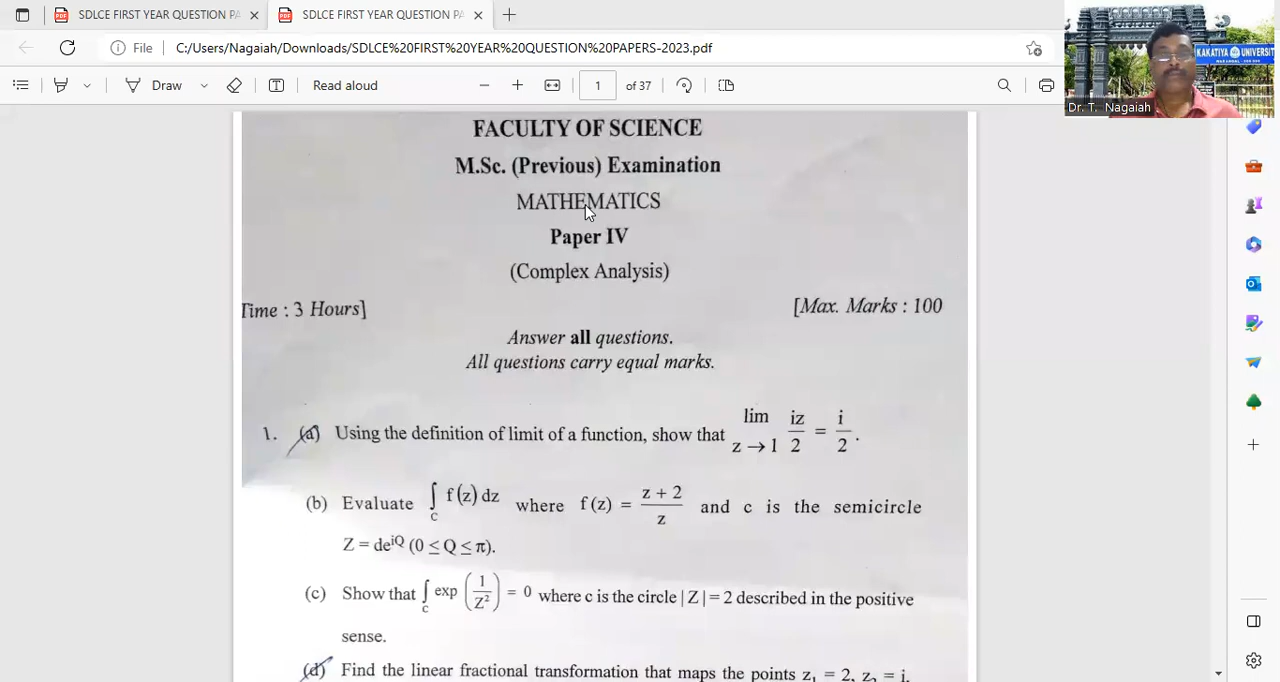 SDLCE FIRST YEAR QUESTION PA
SDLCE FIRST YEAR QUESTION PA
File C:/Users/Nagaiah/Downloads/SDLCE%20FIRST%20YEAR%20QUESTION%20PAPERS-2023.pdf
Draw
Read aloud
1 of 37
KAKATIYA UNIVERSIT
Dr. T. Nagaiah
FACULTY OF SCIENCE
M.Sc. (Previous) Examination
MATHEMATICS
Paper IV
(Complex Analysis)
Time : 3 Hours] [Max. Marks : 100
Answer all questions.
All questions carry equal marks.
1. (a) Using the definition of limit of a function, show that lim z → 1 iz/2 = i/2.
(b) Evaluate ∫c f(z) dz where f(z) = z + 2/z and c is the semicircle
Z = de^iQ (0 ≤ Q ≤ π).
(c) Show that ∫c exp (1/Z²) = 0 where c is the circle |Z| = 2 described in the positive
sense.
(d) Find the linear fractional transformation that maps the points z₁ = 2, z₂ = i,